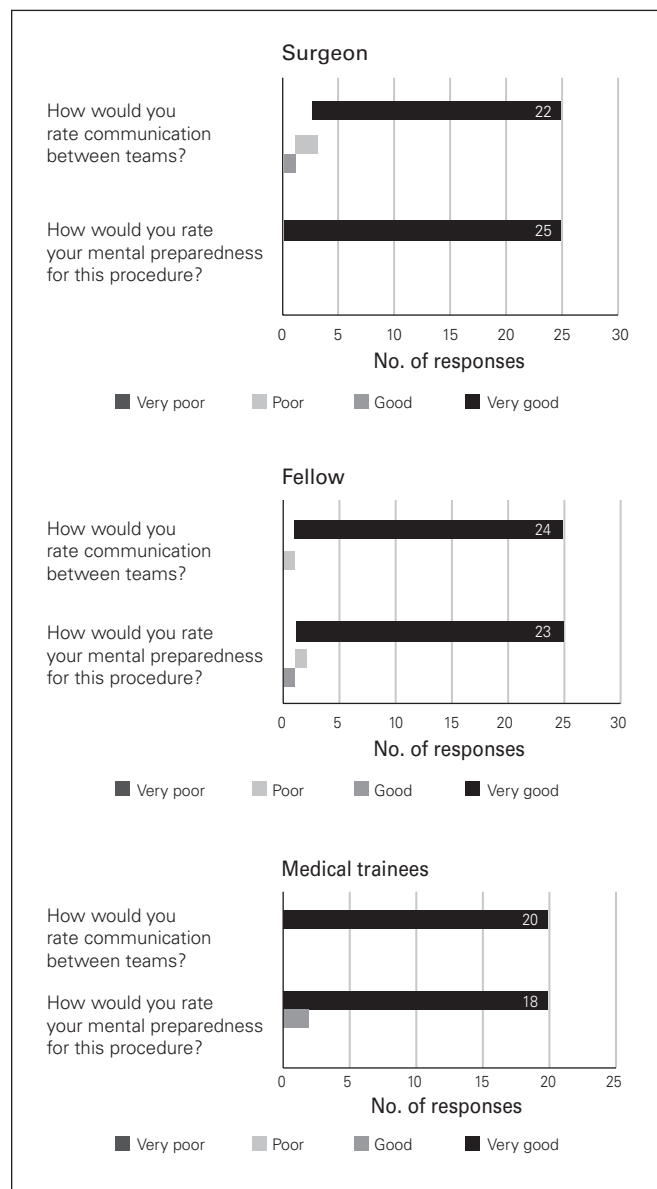 Surgeon
How would you
rate communication
between teams?
22
How would you rate
your mental preparedness
for this procedure?
25
0 5 10 15 20 25 30
No. of responses
Very poor Poor Good Very good
Fellow
How would you
rate communication
between teams?
24
How would you rate
your mental preparedness
for this procedure?
23
0 5 10 15 20 25 30
No. of responses
Very poor Poor Good Very good
Medical trainees
How would you
rate communication
between teams?
20
How would you rate
your mental preparedness
for this procedure?
18
0 5 10 15 20 25
No. of responses
Very poor Poor Good Very good